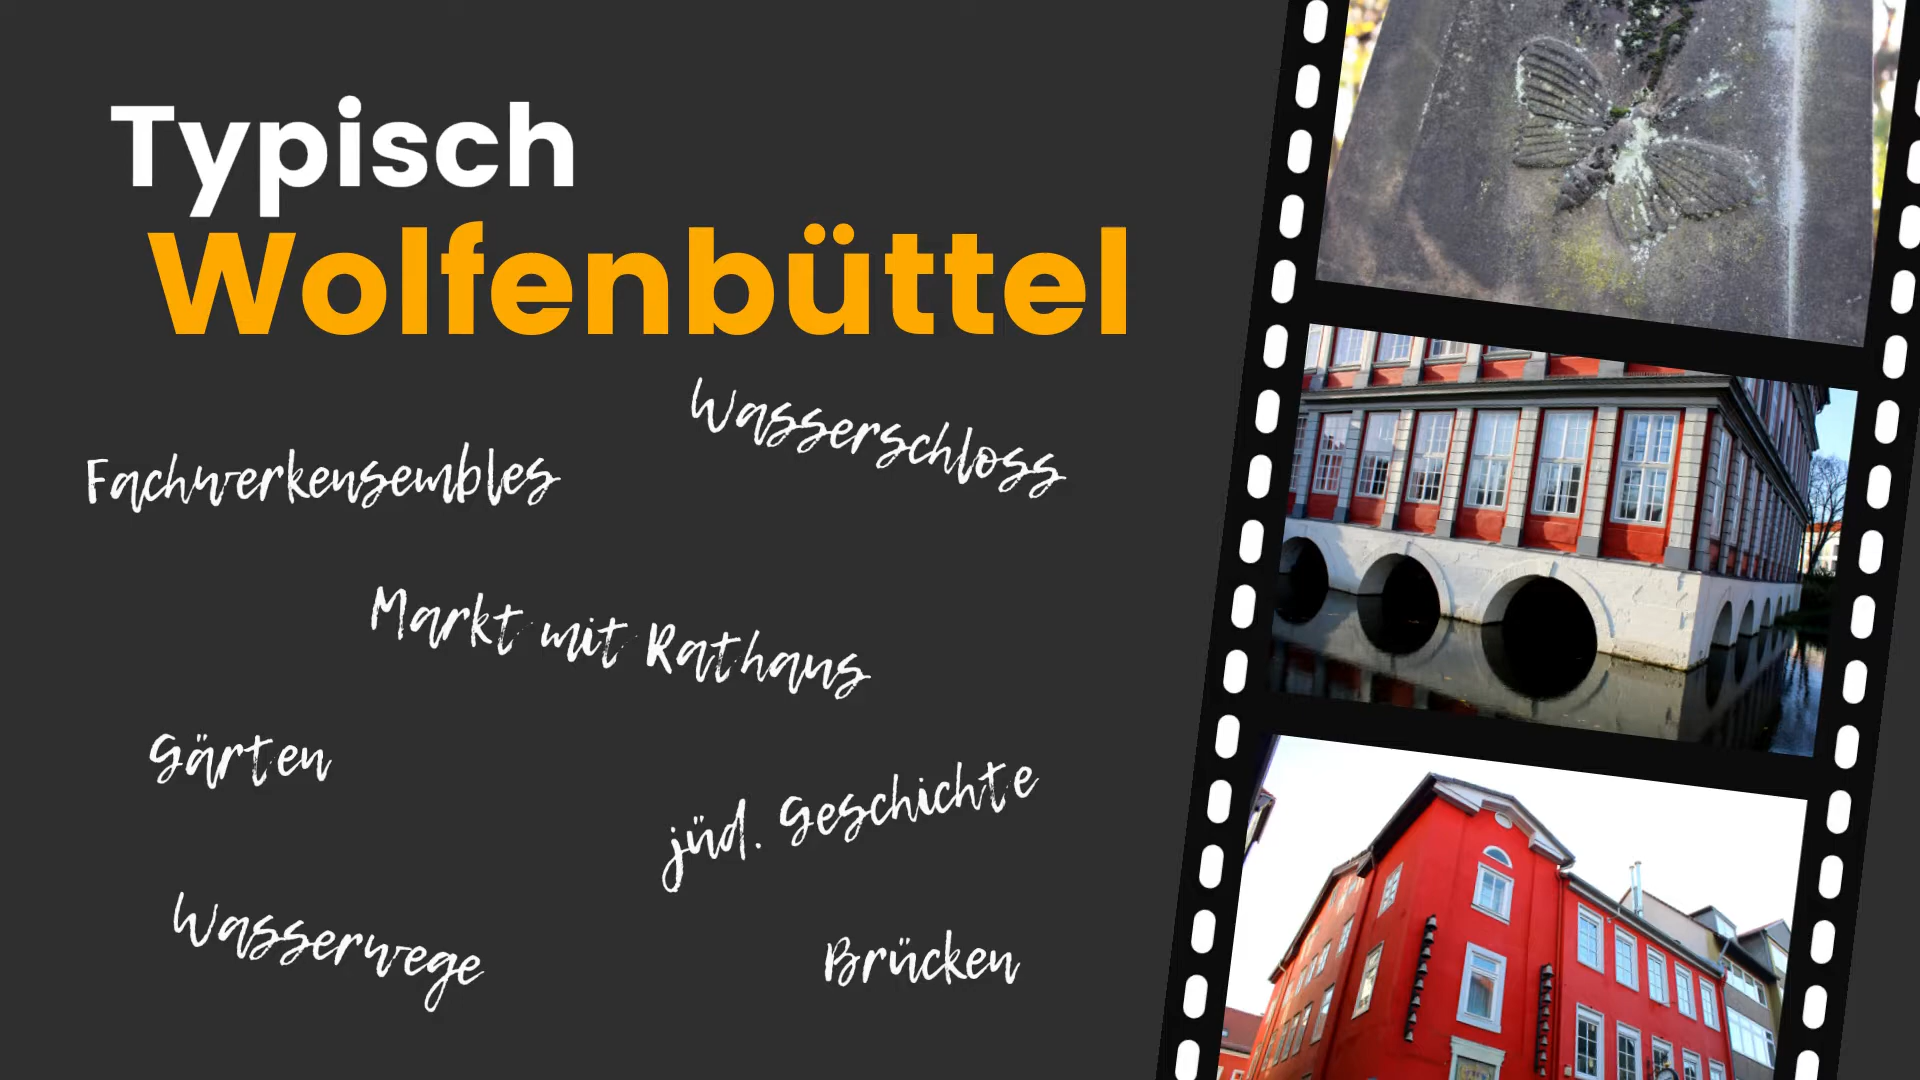 Typisch
Wolfenbüttel
Wasserschloss
Fachwerkensembles
Markt mit Rathaus
Gärten
jüd. Geschichte
Wasserwege
Brücken